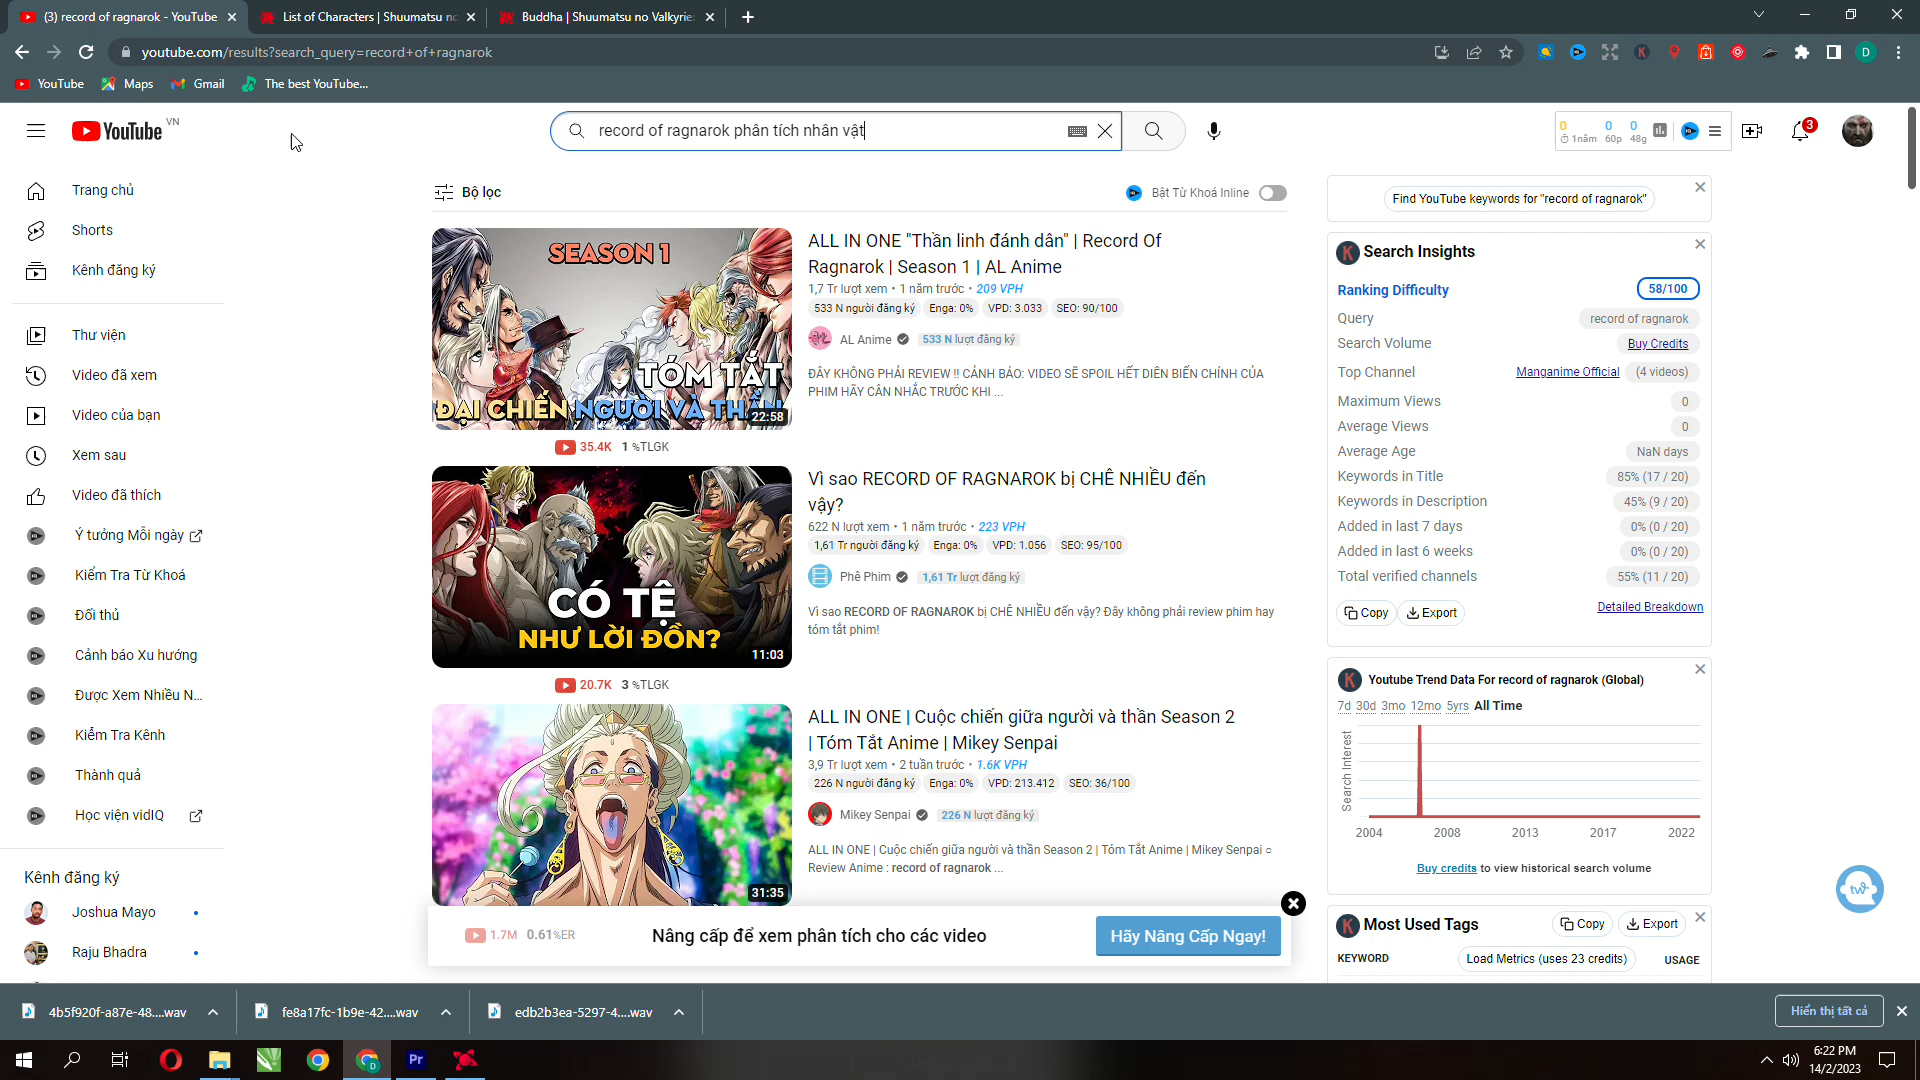 (3) record of ragnarok - YouTube
List of Characters | Shuumatsu no
Buddha | Shuumatsu no Valkyrie:
youtube.com/results?search_query=record+of+ragnarok
YouTube
Maps
Gmail
The best YouTube...
YouTube VN
record of ragnarok phân tích nhân vật
0 0 0
1năm 60p 48g
3
Trang chủ
Shorts
Kênh đăng ký
Thư viện
Video đã xem
Video của bạn
Xem sau
Video đã thích
Ý tưởng Mỗi ngày
Kiểm Tra Từ Khoá
Đối thủ
Cảnh báo Xu hướng
Được Xem Nhiều N...
Kiểm Tra Kênh
Thành quả
Học viện vidIQ
Kênh đăng ký
Joshua Mayo
Raju Bhadra
Bộ lọc
Bật Từ Khoá Inline
SEASON 1
TÓM TẮT
ĐẠI CHIẾN NGƯỜI VÀ THẦN
22:58
35.4K 1 %TLGK
ALL IN ONE "Thần linh đánh dân" | Record Of
Ragnarok | Season 1 | AL Anime
1,7 Tr lượt xem • 1 năm trước • 209 VPH
533 N người đăng ký Enga: 0% VPD: 3.033 SEO: 90/100
AL Anime 533 N lượt đăng ký
ĐÂY KHÔNG PHẢI REVIEW !! CẢNH BÁO: VIDEO SẼ SPOIL HẾT DIỄN BIẾN CHÍNH CỦA
PHIM HÃY CÂN NHẮC TRƯỚC KHI ...
CÓ TỆ
NHƯ LỜI ĐỒN?
11:03
20.7K 3 %TLGK
Vì sao RECORD OF RAGNAROK bị CHÊ NHIỀU đến
vậy?
622 N lượt xem • 1 năm trước • 223 VPH
1,61 Tr người đăng ký Enga: 0% VPD: 1.056 SEO: 95/100
Phê Phim 1,61 Tr lượt đăng ký
Vì sao RECORD OF RAGNAROK bị CHÊ NHIỀU đến vậy? Đây không phải review phim hay
tóm tắt phim!
31:35
ALL IN ONE | Cuộc chiến giữa người và thần Season 2
| Tóm Tắt Anime | Mikey Senpai
3,9 Tr lượt xem • 2 tuần trước • 1.6K VPH
226 N người đăng ký Enga: 0% VPD: 213.412 SEO: 36/100
Mikey Senpai 226 N lượt đăng ký
ALL IN ONE | Cuộc chiến giữa người và thần Season 2 | Tóm Tắt Anime | Mikey Senpai ○
Review Anime : record of ragnarok ...
1.7M 0.61%ER
Nâng cấp để xem phân tích cho các video
Hãy Nâng Cấp Ngay!
Find YouTube keywords for "record of ragnarok"
Search Insights
Ranking Difficulty 58/100
Query record of ragnarok
Search Volume Buy Credits
Top Channel Manganime Official (4 videos)
Maximum Views 0
Average Views 0
Average Age NaN days
Keywords in Title 85% (17 / 20)
Keywords in Description 45% (9 / 20)
Added in last 7 days 0% (0 / 20)
Added in last 6 weeks 0% (0 / 20)
Total verified channels 55% (11 / 20)
Copy Export Detailed Breakdown
Youtube Trend Data For record of ragnarok (Global)
7d 30d 3mo 12mo 5yrs All Time
Search Interest
2004 2008 2013 2017 2022
Buy credits to view historical search volume
Most Used Tags Copy Export
KEYWORD Load Metrics (uses 23 credits) USAGE
4b5f920f-a87e-48....wav
fe8a17fc-1b9e-42....wav
edb2b3ea-5297-4....wav
Hiển thị tất cả
6:22 PM
14/2/2023